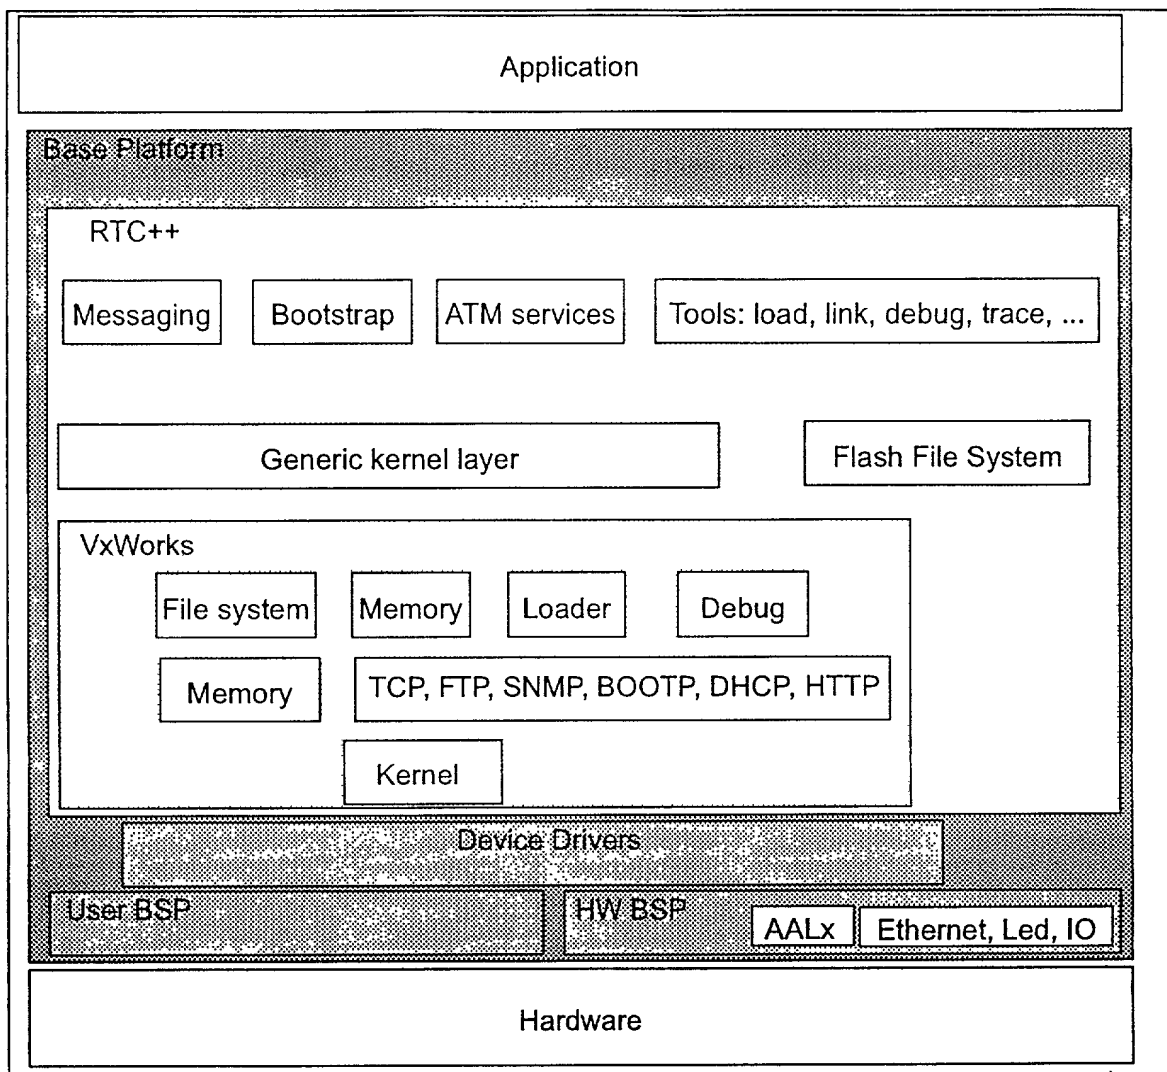 Application
Base Platform
RTC++
Messaging
Bootstrap
ATM services
Tools: load, link, debug, trace, ...
Generic kernel layer
Flash File System
VxWorks
File system
Memory
Loader
Debug
Memory
TCP, FTP, SNMP, BOOTP, DHCP, HTTP
Kernel
Device Drivers
User BSP
HW BSP
AALx
Ethernet, Led, IO
Hardware